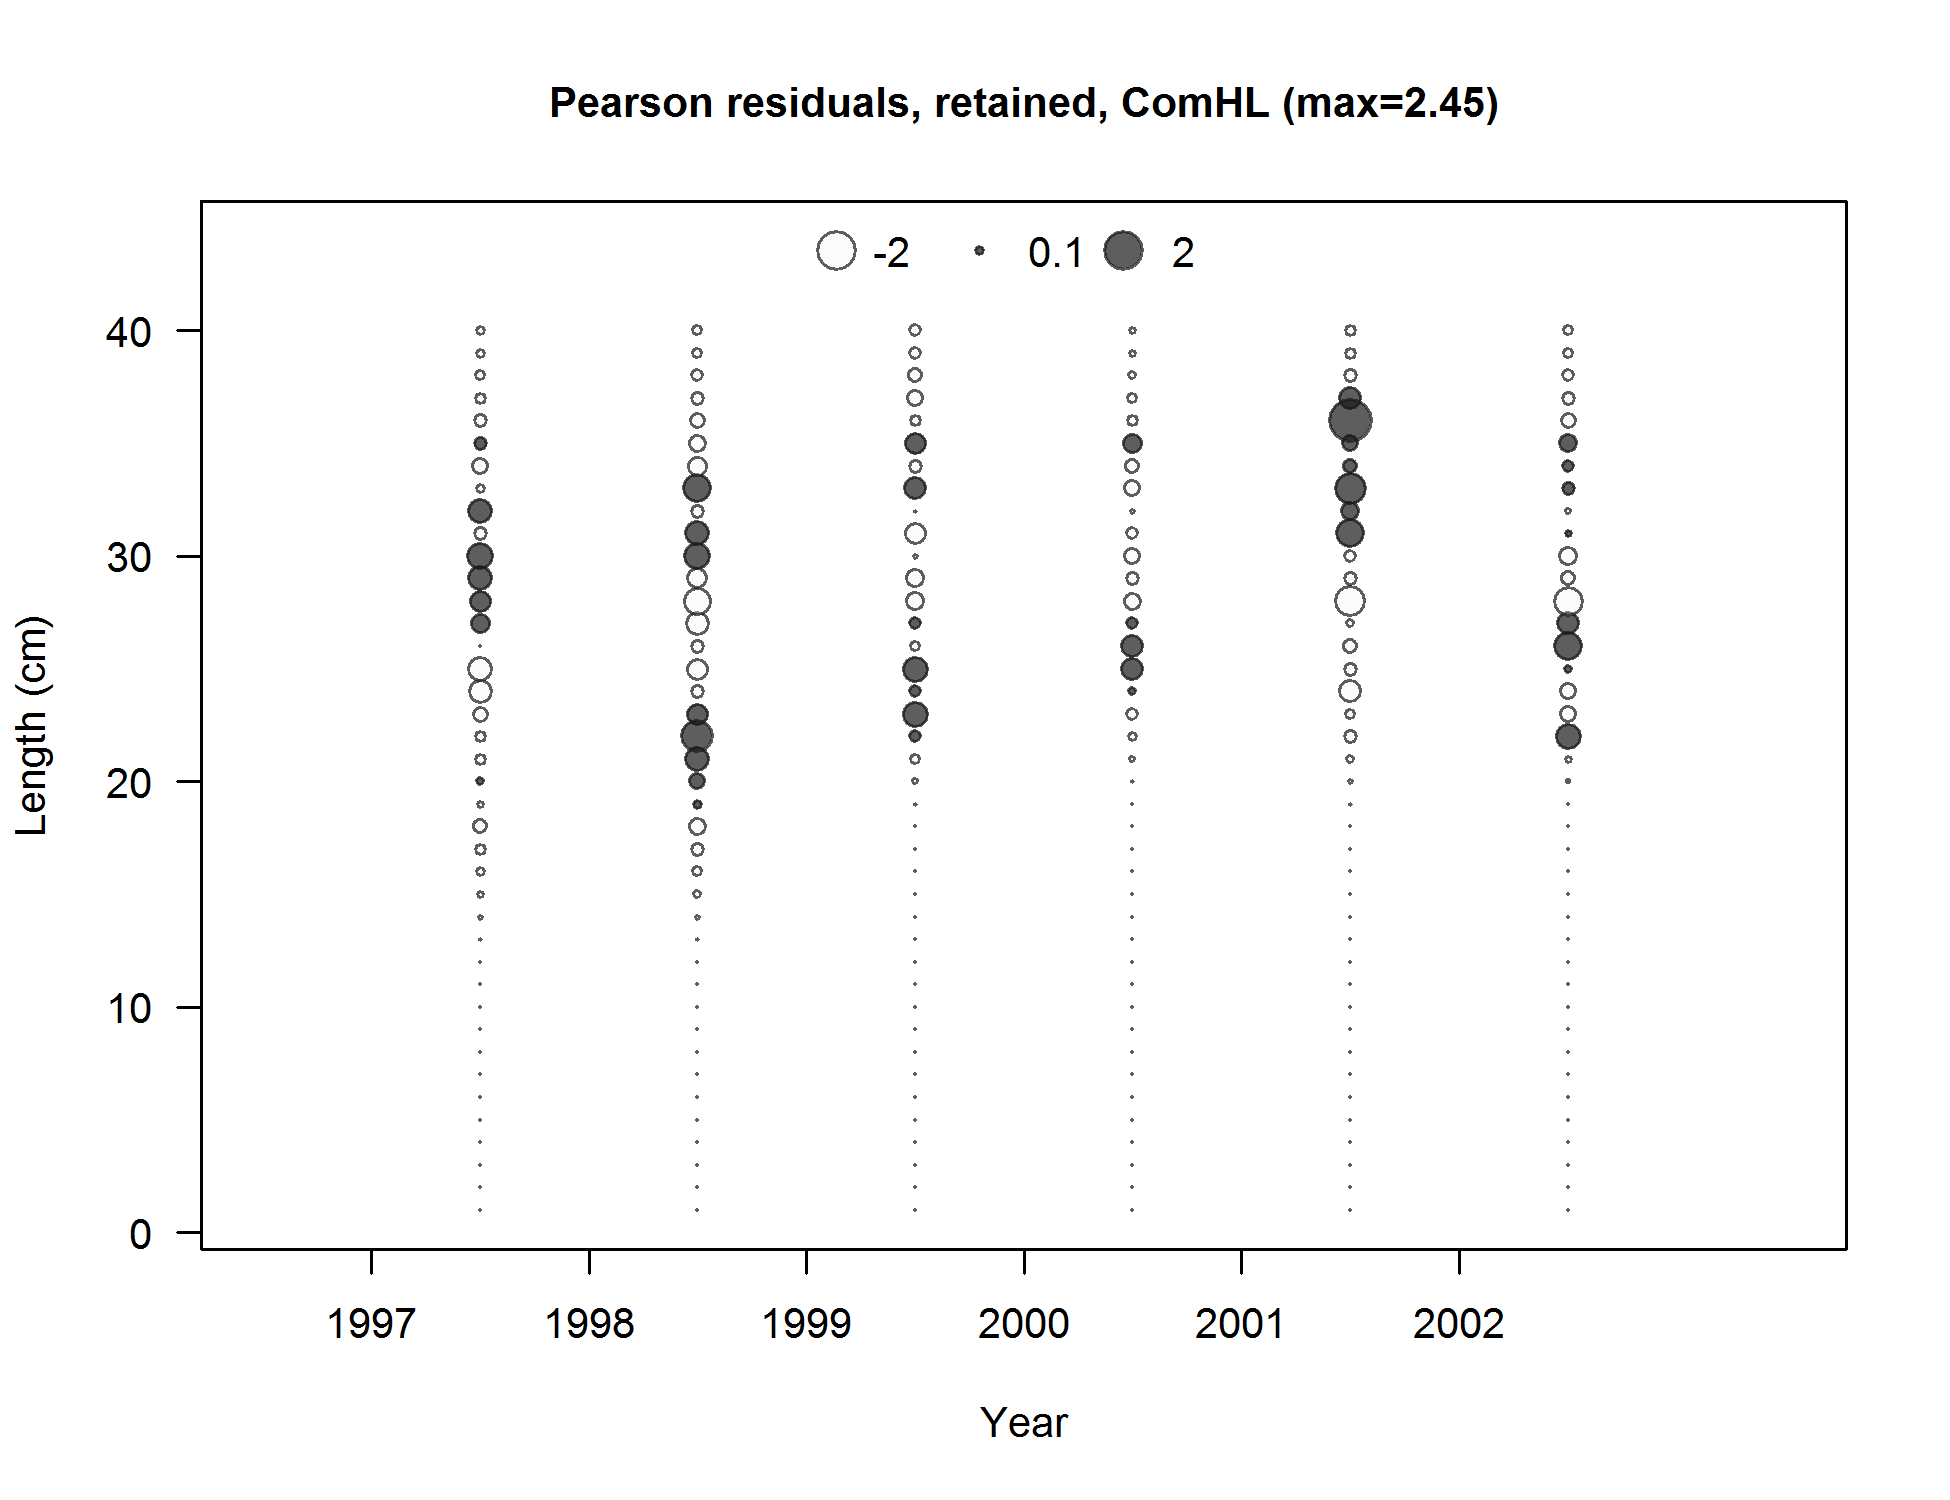 Pearson residuals, retained, ComHL (max=2.45)
-2 0.1 2
40
30
20
10
0
Length (cm)
1997 1998 1999 2000 2001 2002
Year